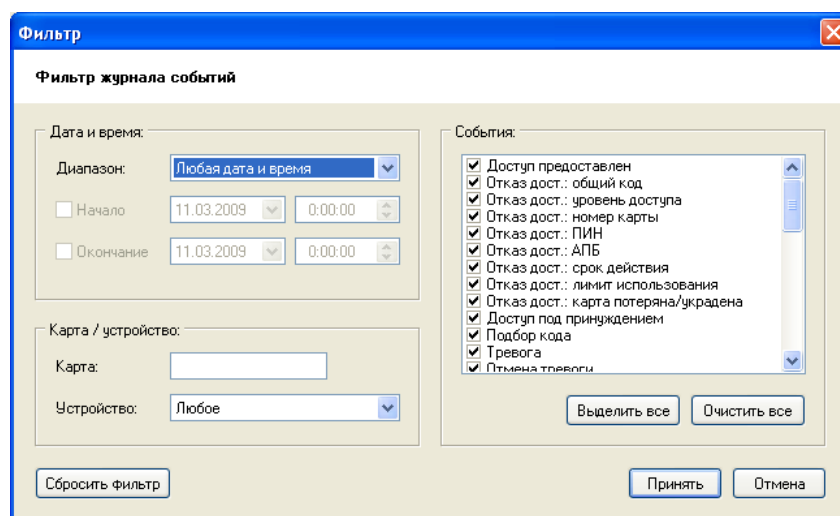 Фильтр
Фильтр журнала событий
Дата и время:
Диапазон: Любая дата и время
Начало 11.03.2009 0:00:00
Окончание 11.03.2009 0:00:00
Карта / устройство:
Карта:
Устройство: Любое
События:
Доступ предоставлен
Отказ дост.: общий код
Отказ дост.: уровень доступа
Отказ дост.: номер карты
Отказ дост.: ПИН
Отказ дост.: АПБ
Отказ дост.: срок действия
Отказ дост.: лимит использования
Отказ дост.: карта потеряна/украдена
Доступ под принуждением
Подбор кода
Тревога
Отмена тревоги
Выделить все Очистить все
Сбросить фильтр Принять Отмена